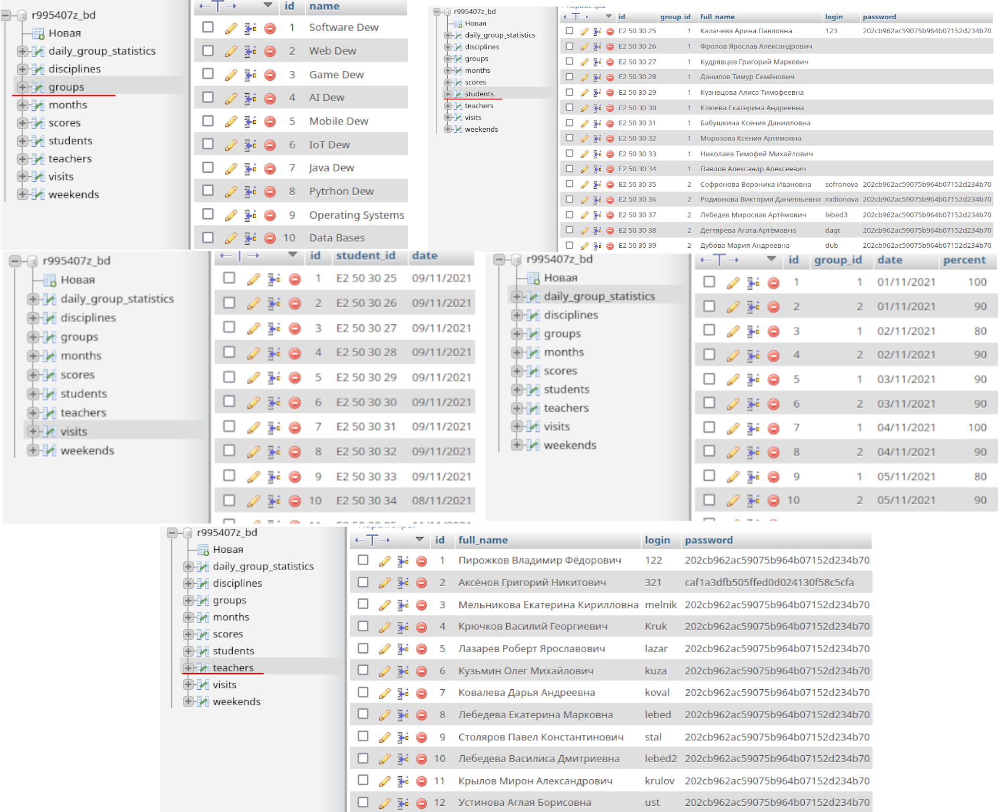 r995407z_bd
Новая
daily_group_statistics
disciplines
groups
months
scores
students
teachers
visits
weekends
id name
1 Software Dew
2 Web Dew
3 Game Dew
4 AI Dew
5 Mobile Dew
6 IoT Dew
7 Java Dew
8 Pytrhon Dew
9 Operating Systems
10 Data Bases
r995407z_bd
Новая
daily_group_statistics
disciplines
groups
months
scores
students
teachers
visits
weekends
id group_id full_name login password
E2 50 30 25 1 Калачева Арина Павловна 123 202cb962ac59075b964b07152d234b70
E2 50 30 26 1 Фролов Ярослав Александрович
E2 50 30 27 1 Кудрявцев Григорий Маркович
E2 50 30 28 1 Данилов Тимур Семёнович
E2 50 30 29 1 Кузнецова Алиса Тимофеевна
E2 50 30 30 1 Клюева Екатерина Андреевна
E2 50 30 31 1 Бабушкина Ксения Данииловна
E2 50 30 32 1 Морозова Ксения Артёмовна
E2 50 30 33 1 Николаев Тимофей Михайлович
E2 50 30 34 1 Павлов Александр Алексеевич
E2 50 30 35 2 Софронова Вероника Ивановна sofronova 202cb962ac59075b964b07152d234b70
E2 50 30 36 2 Родионова Виктория Даниэльевна rodionova 202cb962ac59075b964b07152d234b70
E2 50 30 37 2 Лебедев Мирослав Артёмович lebed3 202cb962ac59075b964b07152d234b70
E2 50 30 38 2 Дегтярева Агата Артёмовна dagt 202cb962ac59075b964b07152d234b70
E2 50 30 39 2 Дубова Мария Андреевна dub 202cb962ac59075b964b07152d234b70
r995407z_bd
Новая
daily_group_statistics
disciplines
groups
months
scores
students
teachers
visits
weekends
id student_id date
1 E2 50 30 25 09/11/2021
2 E2 50 30 26 09/11/2021
3 E2 50 30 27 09/11/2021
4 E2 50 30 28 09/11/2021
5 E2 50 30 29 09/11/2021
6 E2 50 30 30 09/11/2021
7 E2 50 30 31 09/11/2021
8 E2 50 30 32 09/11/2021
9 E2 50 30 33 09/11/2021
10 E2 50 30 34 08/11/2021
r995407z_bd
Новая
daily_group_statistics
disciplines
groups
months
scores
students
teachers
visits
weekends
id group_id date percent
1 1 01/11/2021 100
2 2 01/11/2021 90
3 1 02/11/2021 80
4 2 02/11/2021 90
5 1 03/11/2021 90
6 2 03/11/2021 90
7 1 04/11/2021 100
8 2 04/11/2021 90
9 1 05/11/2021 80
10 2 05/11/2021 90
r995407z_bd
Новая
daily_group_statistics
disciplines
groups
months
scores
students
teachers
visits
weekends
id full_name login password
1 Пирожков Владимир Фёдорович 122 202cb962ac59075b964b07152d234b70
2 Аксёнов Григорий Никитович 321 caf1a3dfb505ffed0d024130f58c5cfa
3 Мельникова Екатерина Кирилловна melnik 202cb962ac59075b964b07152d234b70
4 Крючков Василий Георгиевич Kruk 202cb962ac59075b964b07152d234b70
5 Лазарев Роберт Ярославович lazar 202cb962ac59075b964b07152d234b70
6 Кузьмин Олег Михайлович kuza 202cb962ac59075b964b07152d234b70
7 Ковалева Дарья Андреевна koval 202cb962ac59075b964b07152d234b70
8 Лебедева Екатерина Марковна lebed 202cb962ac59075b964b07152d234b70
9 Столяров Павел Константинович stal 202cb962ac59075b964b07152d234b70
10 Лебедева Василиса Дмитриевна lebed2 202cb962ac59075b964b07152d234b70
11 Крылов Мирон Александрович krulov 202cb962ac59075b964b07152d234b70
12 Устинова Аглая Борисовна ust 202cb962ac59075b964b07152d234b70